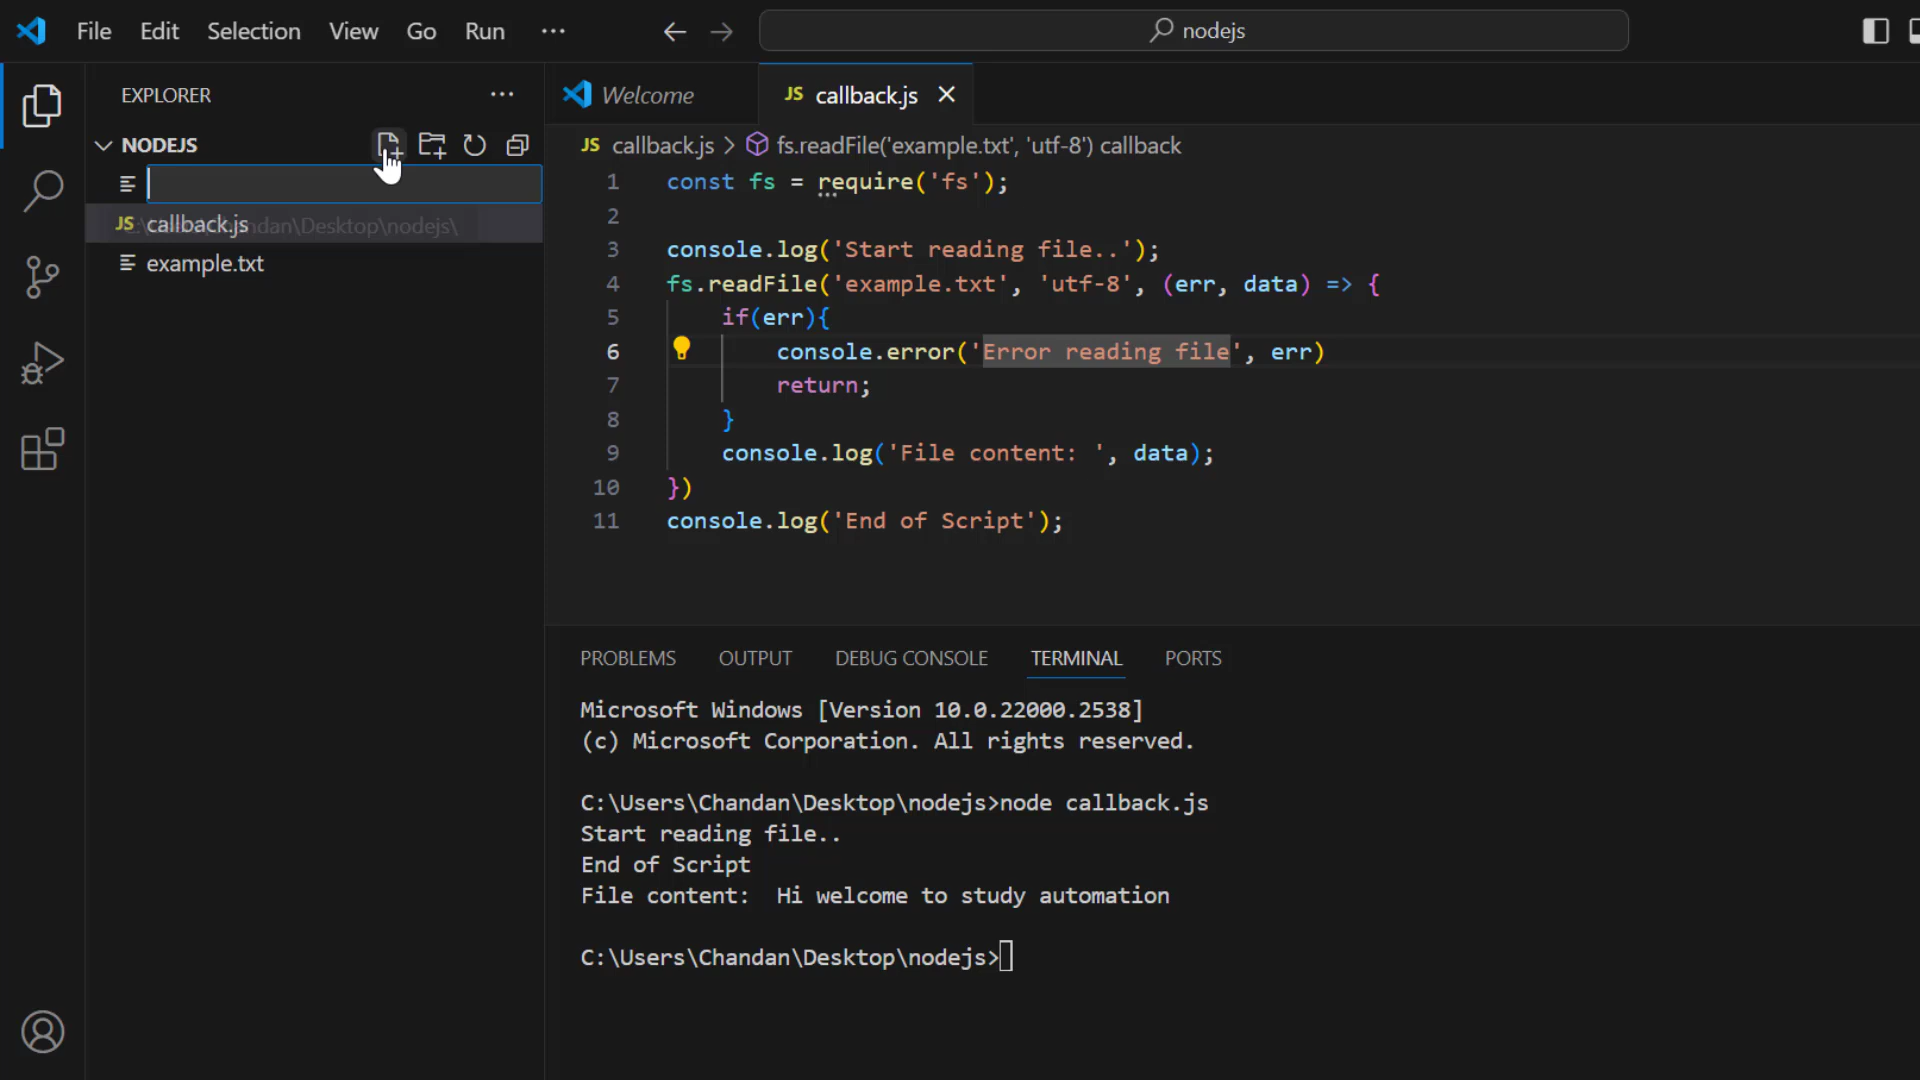 File Edit Selection View Go Run ···
nodejs
EXPLORER ···
NODEJS
callback.js
\Desktop\nodejs\
example.txt
Welcome
JS callback.js
JS callback.js > fs.readFile('example.txt', 'utf-8') callback
1 const fs = require('fs');
2
3 console.log('Start reading file..');
4 fs.readFile('example.txt', 'utf-8', (err, data) => {
5 if(err){
6 console.error('Error reading file', err)
7 return;
8 }
9 console.log('File content: ', data);
10 })
11 console.log('End of Script');
PROBLEMS OUTPUT DEBUG CONSOLE TERMINAL PORTS
Microsoft Windows [Version 10.0.22000.2538]
(c) Microsoft Corporation. All rights reserved.
C:\Users\Chandan\Desktop\nodejs>node callback.js
Start reading file..
End of Script
File content:  Hi welcome to study automation
C:\Users\Chandan\Desktop\nodejs>